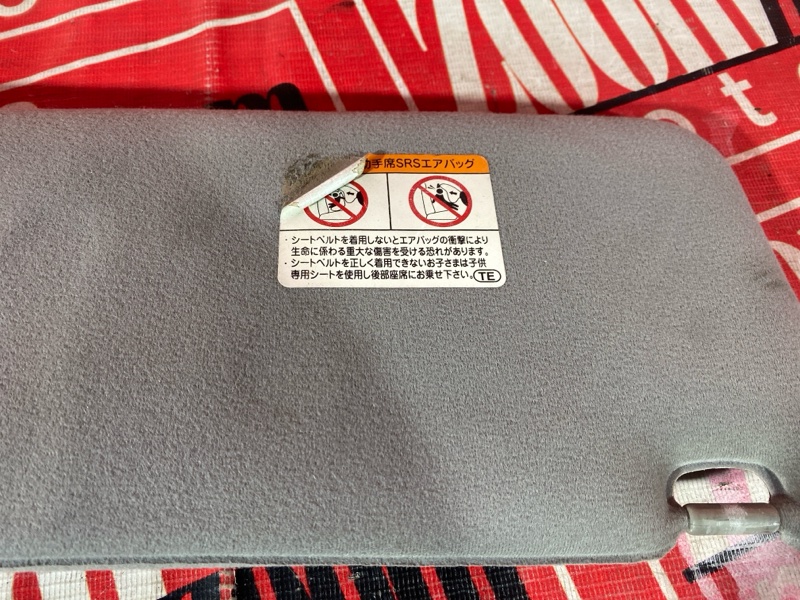 手席SRSエアバッグ
・シートベルトを着用しないとエアバッグの衝撃により
生命に係わる重大な傷害を受ける恐れがあります。
・シートベルトを正しく着用できないお子さまは子供
専用シートを使用し後部座席にお乗せ下さい。 TE